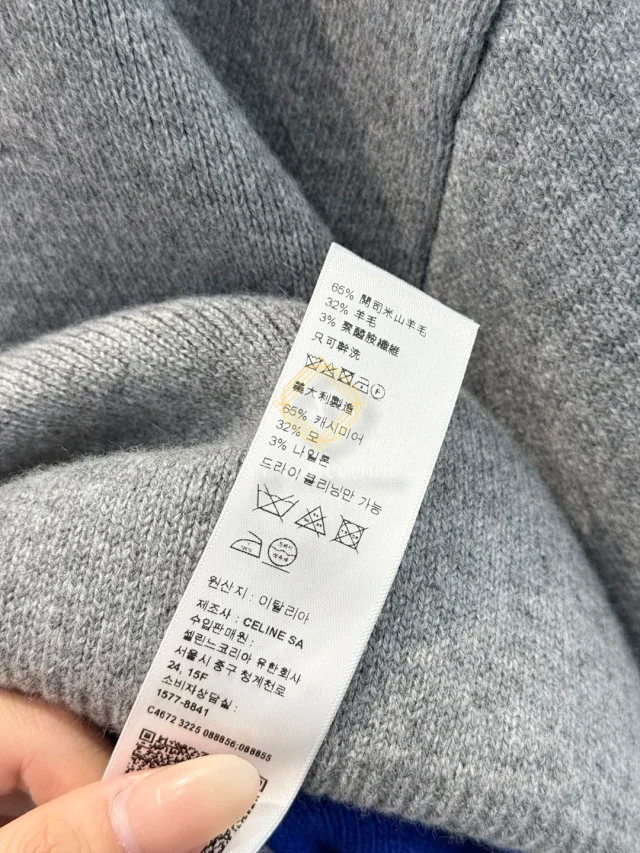 65% 開司米山羊毛
32% 羊毛
3% 聚醯胺纖維
只可幹洗
F
義大利製造
65% 캐시미어
32% 모
3% 나일론
드라이 클리닝만 가능
원산지 : 이탈리아
제조사 : CELINE SA
수입판매원 :
셀린느코리아 유한회사
서울시 중구 청계천로
24, 15F
소비자상담실 :
1577-8841
C4672 3225 088856;088855